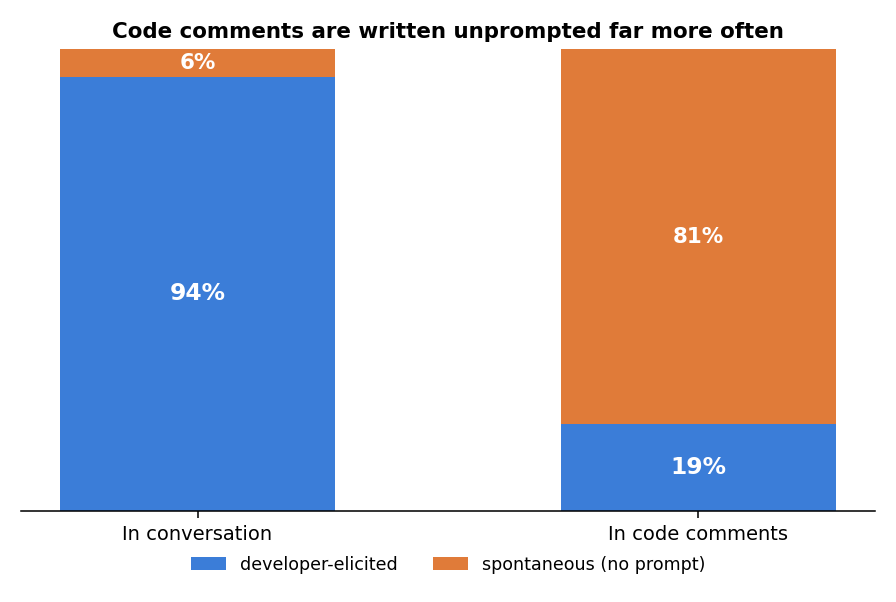 Code comments are written unprompted far more often
6%
94%
81%
19%
In conversation
In code comments
developer-elicited
spontaneous (no prompt)